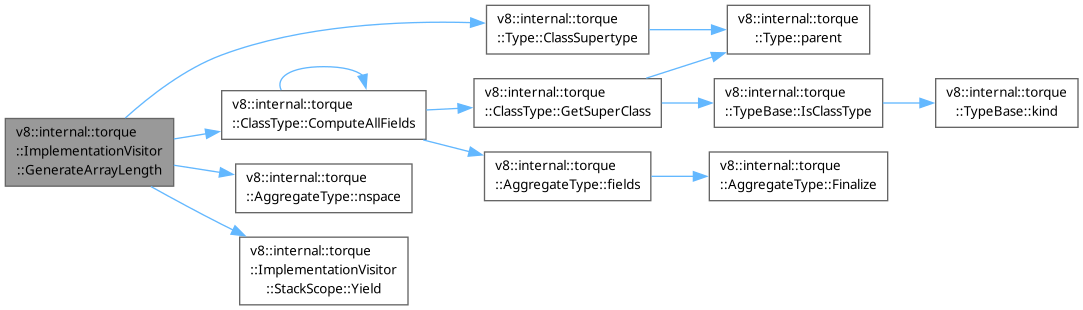 v8::internal::torque
::ImplementationVisitor
::GenerateArrayLength
v8::internal::torque
::Type::ClassSupertype
v8::internal::torque
::Type::parent
v8::internal::torque
::ClassType::ComputeAllFields
v8::internal::torque
::ClassType::GetSuperClass
v8::internal::torque
::TypeBase::IsClassType
v8::internal::torque
::TypeBase::kind
v8::internal::torque
::AggregateType::fields
v8::internal::torque
::AggregateType::Finalize
v8::internal::torque
::AggregateType::nspace
v8::internal::torque
::ImplementationVisitor
::StackScope::Yield